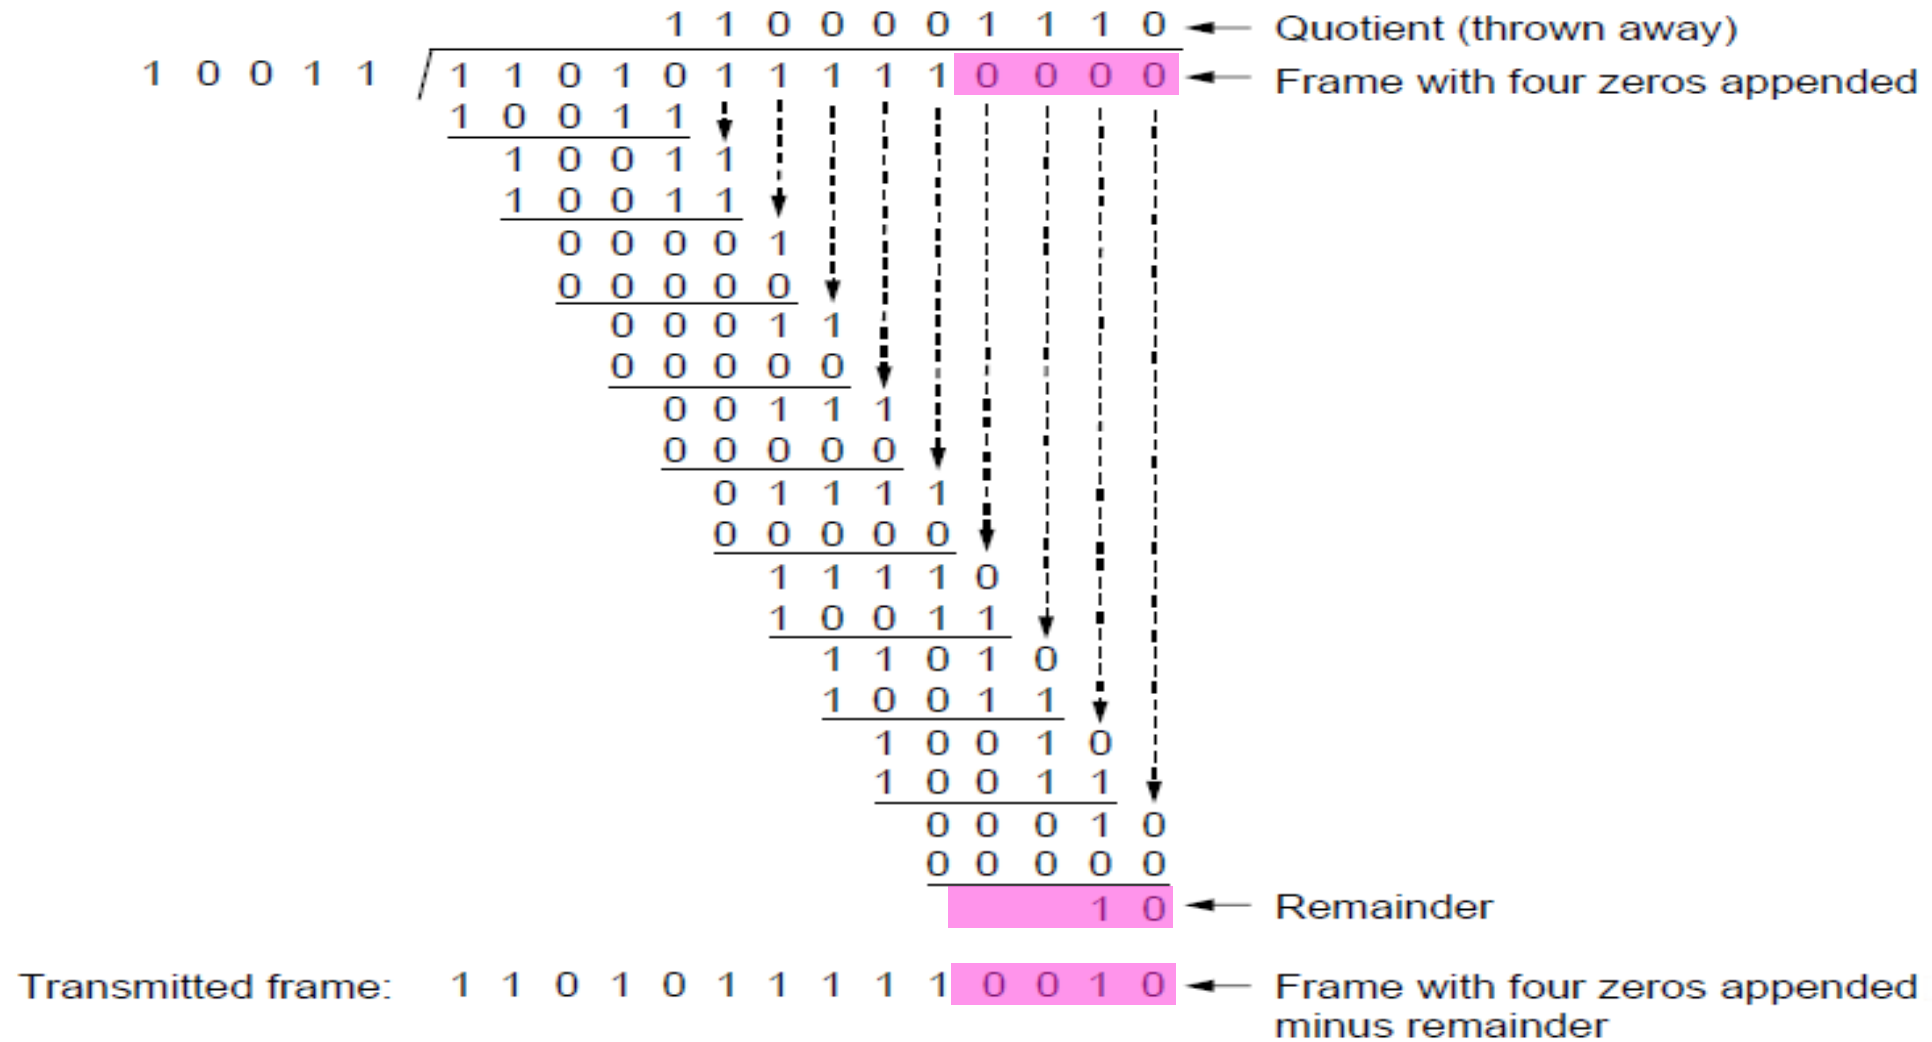 1 1 0 0 0 0 1 1 1 0 Quotient (thrown away)
1 0 0 1 1 1 1 0 1 0 1 1 1 1 1 0 0 0 0 Frame with four zeros appended
1 0 0 1 1
1 0 0 1 1
1 0 0 1 1
0 0 0 0 1
0 0 0 0 0
0 0 0 1 1
0 0 0 0 0
0 0 1 1 1
0 0 0 0 0
0 1 1 1 1
0 0 0 0 0
1 1 1 1 0
1 0 0 1 1
1 1 0 1 0
1 0 0 1 1
1 0 0 1 0
1 0 0 1 1
0 0 0 1 0
0 0 0 0 0
1 0 Remainder
Transmitted frame: 1 1 0 1 0 1 1 1 1 1 0 0 1 0 Frame with four zeros appended
minus remainder